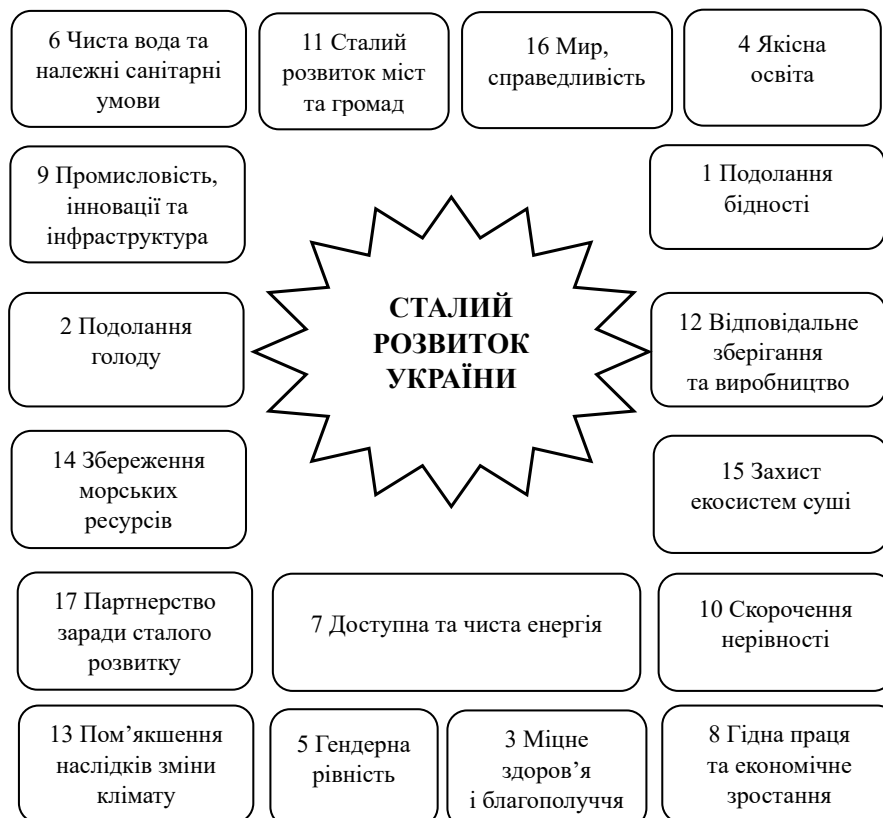 6 Чиста вода та
належні санітарні
умови
11 Сталий
розвиток міст
та громад
16 Мир,
справедливість
4 Якісна
освіта
9 Промисловість,
інновації та
інфраструктура
1 Подолання
бідності
2 Подолання
голоду
СТАЛИЙ
РОЗВИТОК
УКРАЇНИ
12 Відповідальне
зберігання
та виробництво
14 Збереження
морських
ресурсів
15 Захист
екосистем суші
17 Партнерство
заради сталого
розвитку
7 Доступна та чиста енергія
10 Скорочення
нерівності
13 Пом’якшення
наслідків зміни
клімату
5 Гендерна
рівність
3 Міцне
здоров’я
і благополуччя
8 Гідна праця
та економічне
зростання